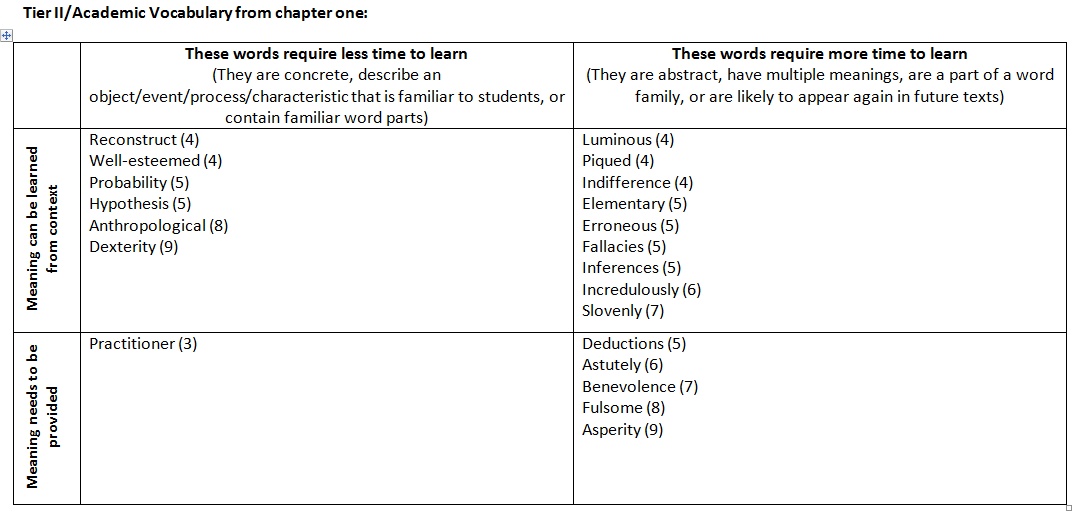 Tier II/Academic Vocabulary from chapter one:
These words require less time to learn
(They are concrete, describe an
object/event/process/characteristic that is familiar to students, or
contain familiar word parts)
These words require more time to learn
(They are abstract, have multiple meanings, are a part of a word
family, or are likely to appear again in future texts)
Meaning can be learned
from context
Reconstruct (4)
Well-esteemed (4)
Probability (5)
Hypothesis (5)
Anthropological (8)
Dexterity (9)
Luminous (4)
Piqued (4)
Indifference (4)
Elementary (5)
Erroneous (5)
Fallacies (5)
Inferences (5)
Incredulously (6)
Slovenly (7)
Meaning needs to be
provided
Practitioner (3)
Deductions (5)
Astutely (6)
Benevolence (7)
Fulsome (8)
Asperity (9)